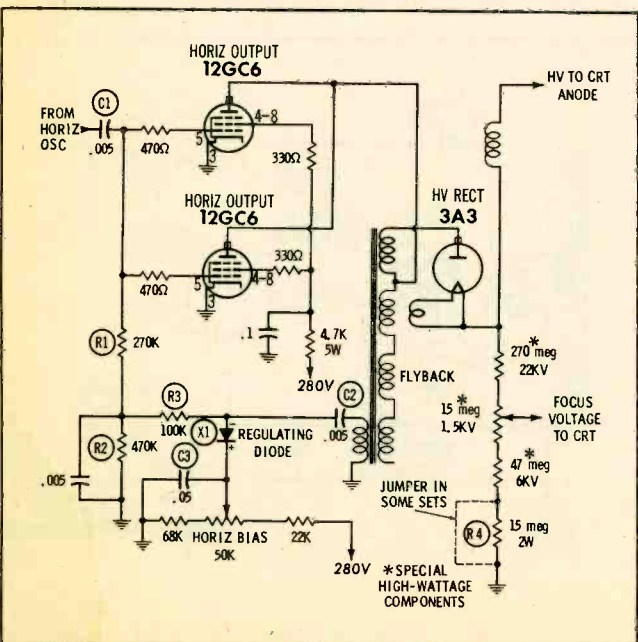 HORIZ OUTPUT
12GC6
HV TO CRT
ANODE
C1
FROM
HORIZ
OSC
.005
470Ω
5
3
4-8
330Ω
HORIZ OUTPUT
12GC6
HV RECT
3A3
470Ω
5
3
4-8
330Ω
R1
270K
.1
4.7K
5W
280V
FLYBACK
270* meg
22KV
C2
.005
15* meg
1.5KV
FOCUS
VOLTAGE
TO CRT
R3
100K
X1
REGULATING
DIODE
-
+
R2
470K
.005
C3
.05
47* meg
6KV
JUMPER IN
SOME SETS
R4
15 meg
2W
68K
HORIZ BIAS
50K
22K
280V
*SPECIAL
HIGH-WATTAGE
COMPONENTS